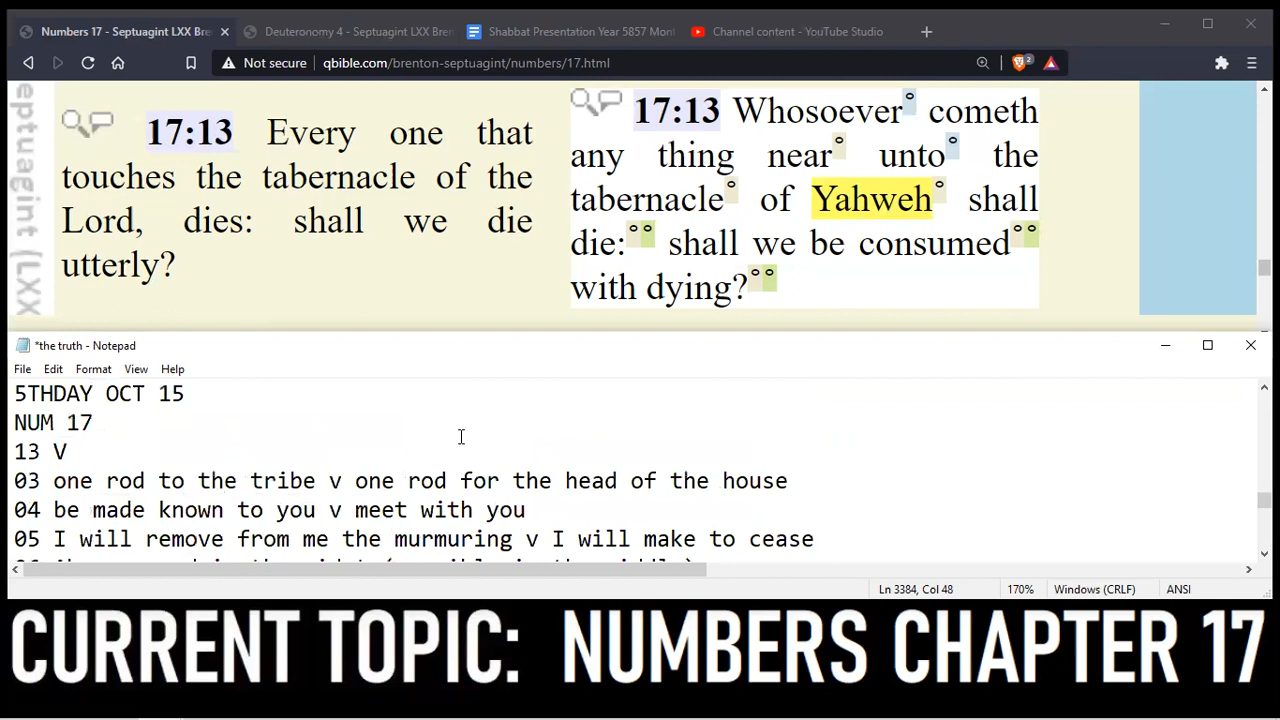 Numbers 17 - Septuagint LXX Bre
Deuteronomy 4 - Septuagint LXX Bren
Shabbat Presentation Year 5857 Mont
Channel content - YouTube Studio
Not secure
qbible.com/brenton-septuagint/numbers/17.html
2
eptuagint (LXX
17:13 Every one that
touches the tabernacle of the
Lord, dies: shall we die
utterly?
17:13 Whosoever° cometh
any thing near° unto° the
tabernacle° of Yahweh° shall
die:°° shall we be consumed°°
with dying?°°
*the truth - Notepad
File Edit Format View Help
5THDAY OCT 15
NUM 17
13 V
03 one rod to the tribe v one rod for the head of the house
04 be made known to you v meet with you
05 I will remove from me the murmuring v I will make to cease
Ln 3384, Col 48
170%
Windows (CRLF)
ANSI
CURRENT TOPIC: NUMBERS CHAPTER 17